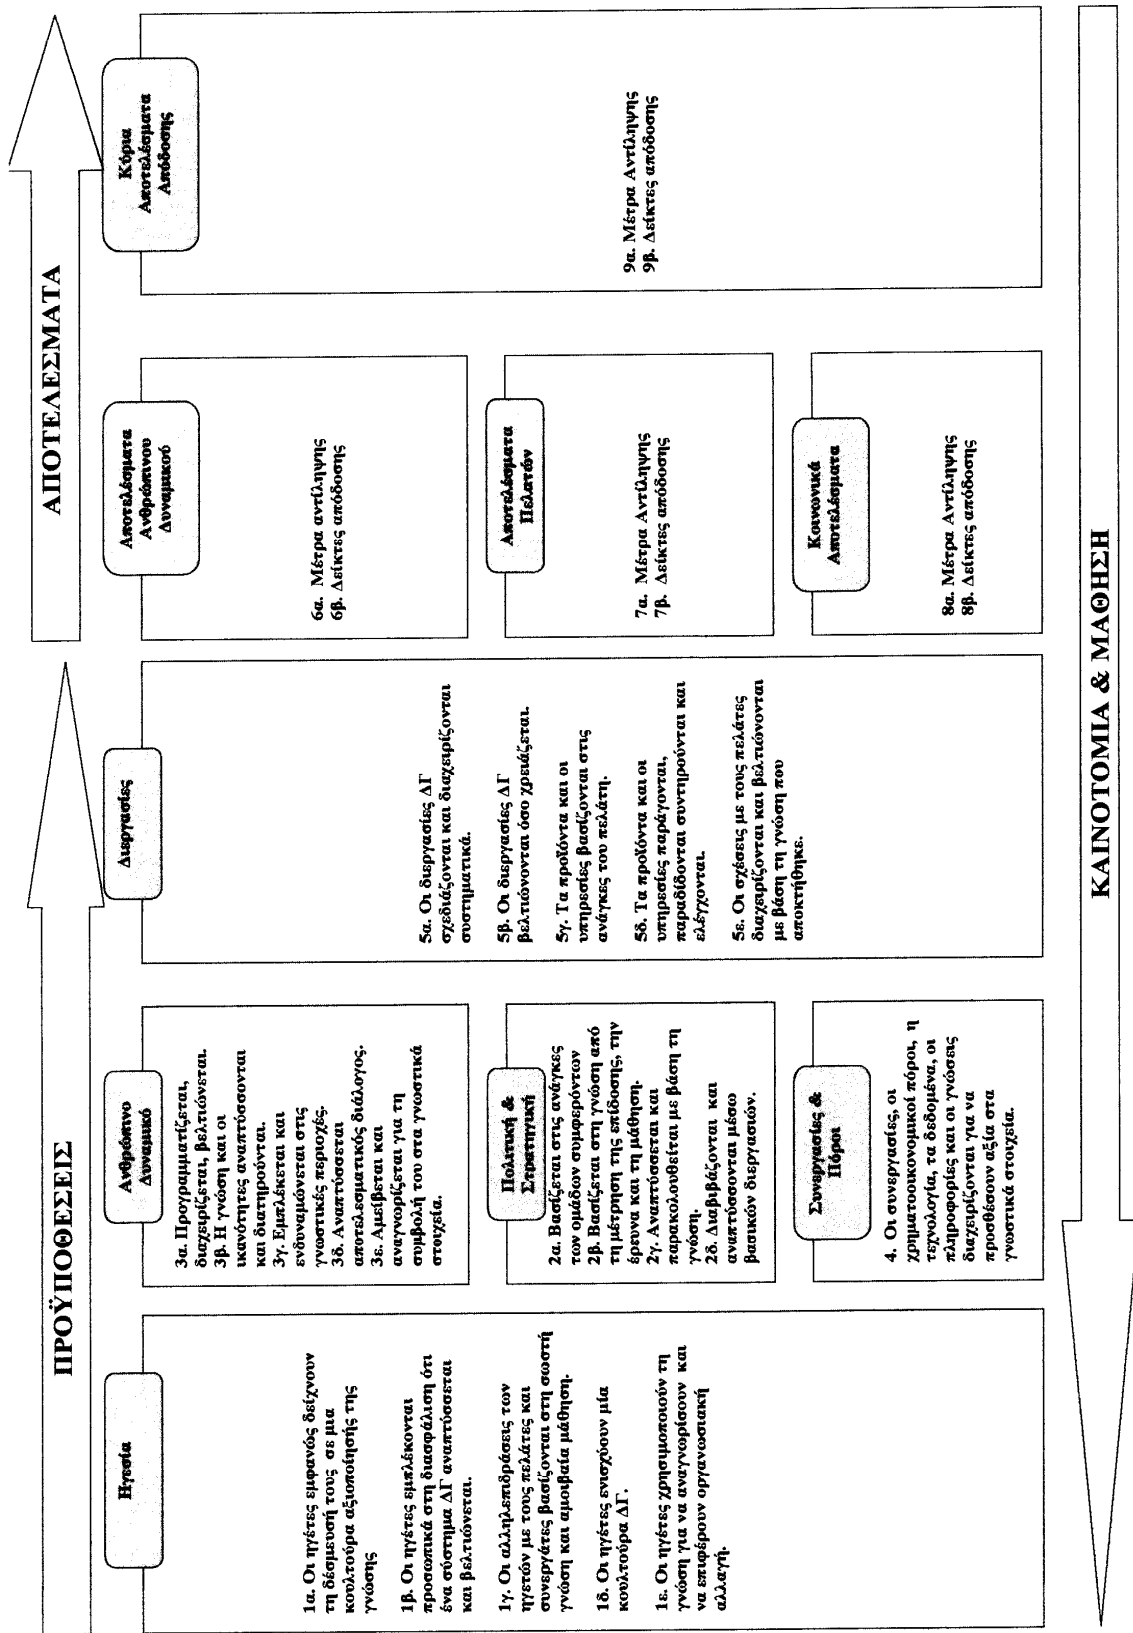 ΠΡΟΫΠΟΘΕΣΕΙΣ
ΑΠΟΤΕΛΕΣΜΑΤΑ
Ηγεσία
1α. Οι ηγέτες εμφανώς δείχνουν
τη δέσμευσή τους σε μια
κουλτούρα αξιοποίησής της
γνώσης
1β. Οι ηγέτες εμπλέκονται
προσωπικά στη διασφάλιση ότι
ένα σύστημα ΔΓ αναπτύσσεται
και βελτιώνεται.
1γ. Οι αλληλεπιδράσεις των
ηγετών με τους πελάτες και
συνεργάτες βασίζονται στη σωστή
γνώση και αμοιβαία μάθηση.
1δ. Οι ηγέτες ενισχύουν μία
κουλτούρα ΔΓ.
1ε. Οι ηγέτες χρησιμοποιούν τη
γνώση για να αναγνωρίσουν και
να επιφέρουν οργανωσιακή
αλλαγή.
Ανθρώπινο
Δυναμικό
3α. Προγραμματίζεται,
διαχειρίζεται, βελτιώνεται.
3β. Η γνώση και οι
ικανότητες αναπτύσσονται
και διατηρούνται.
3γ. Εμπλέκεται και
ενδυναμώνεται στις
γνωστικές περιοχές.
3δ. Αναπτύσσεται
αποτελεσματικός διάλογος.
3ε. Αμείβεται και
αναγνωρίζεται για τη
συμβολή του στα γνωστικά
στοιχεία.
Πολιτική &
Στρατηγική
2α. Βασίζεται στις ανάγκες
των ομάδων συμφερόντων
2β. Βασίζεται στη γνώση από
τη μέτρηση της επίδοσης, την
έρευνα και τη μάθηση.
2γ. Αναπτύσσεται και
παρακολουθείται με βάση τη
γνώση.
2δ. Διαβιβάζονται και
αναπτύσσονται μέσω
βασικών διεργασιών.
Συνεργασίες &
Πόροι
4. Οι συνεργασίες, οι
χρηματοοικονομικοί πόροι, η
τεχνολογία, τα δεδομένα, οι
πληροφορίες και οι γνώσεις
διαχειρίζονται για να
προσθέσουν αξία στα
γνωστικά στοιχεία.
Διεργασίες
5α. Οι διεργασίες ΔΓ
σχεδιάζονται και διαχειρίζονται
συστηματικά.
5β. Οι διεργασίες ΔΓ
βελτιώνονται όσο χρειάζεται.
5γ. Τα προϊόντα και οι
υπηρεσίες βασίζονται στις
ανάγκες του πελάτη.
5δ. Τα προϊόντα και οι
υπηρεσίες παράγονται,
παραδίδονται συντηρούνται και
ελέγχονται.
5ε. Οι σχέσεις με τους πελάτες
διαχειρίζονται και βελτιώνονται
με βάση τη γνώση που
αποκτήθηκε.
Αποτελέσματα
Ανθρώπινου
Δυναμικού
6α. Μέτρα αντίληψης
6β. Δείκτες απόδοσης
Αποτελέσματα
Πελατών
7α. Μέτρα Αντίληψης
7β. Δείκτες απόδοσης
Κοινωνικά
Αποτελέσματα
8α. Μέτρα Αντίληψης
8β. Δείκτες απόδοσης
Κύρια
Αποτελέσματα
Απόδοσης
9α. Μέτρα Αντίληψης
9β. Δείκτες απόδοσης
ΚΑΙΝΟΤΟΜΙΑ & ΜΑΘΗΣΗ